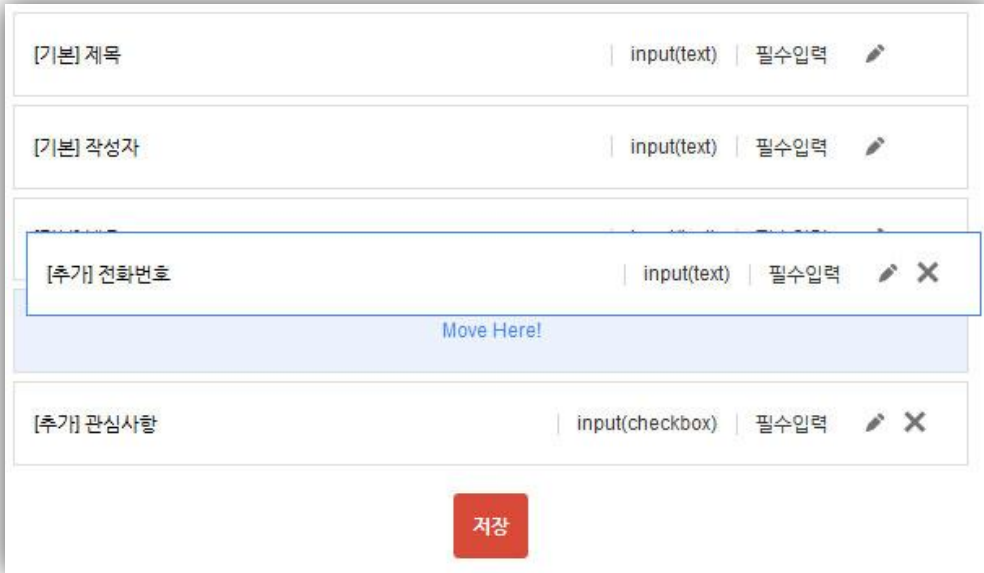 [기본] 제목 input(text) 필수입력
[기본] 작성자 input(text) 필수입력
[추가] 전화번호 input(text) 필수입력
Move Here!
[추가] 관심사항 input(checkbox) 필수입력
저장